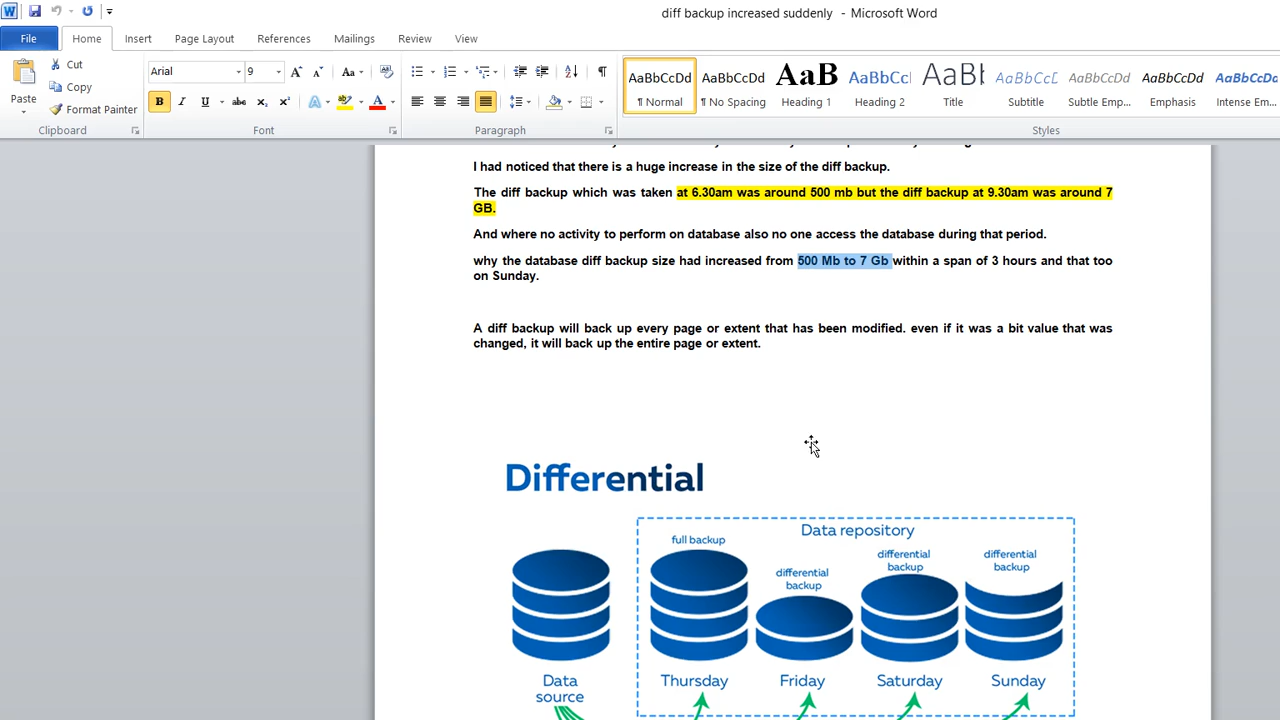 diff backup increased suddenly - Microsoft Word
File Home Insert Page Layout References Mailings Review View
Paste
Cut
Copy
Format Painter
Clipboard
Arial 9
Font
Paragraph
AaBbCcDd AaBbCcDd AaB AaBbCcI AaBI AaBbCcD AaBbCcDd AaBbCcDd AaBbCcDd
¶ Normal ¶ No Spacing Heading 1 Heading 2 Title Subtitle Subtle Emp... Emphasis Intense Em...
Styles
I had noticed that there is a huge increase in the size of the diff backup.
The diff backup which was taken at 6.30am was around 500 mb but the diff backup at 9.30am was around 7
GB.
And where no activity to perform on database also no one access the database during that period.
why the database diff backup size had increased from 500 Mb to 7 Gb within a span of 3 hours and that too
on Sunday.
A diff backup will back up every page or extent that has been modified. even if it was a bit value that was
changed, it will back up the entire page or extent.
Differential
Data repository
full backup
differential
backup
differential
backup
differential
backup
Data
source
Thursday
Friday
Saturday
Sunday